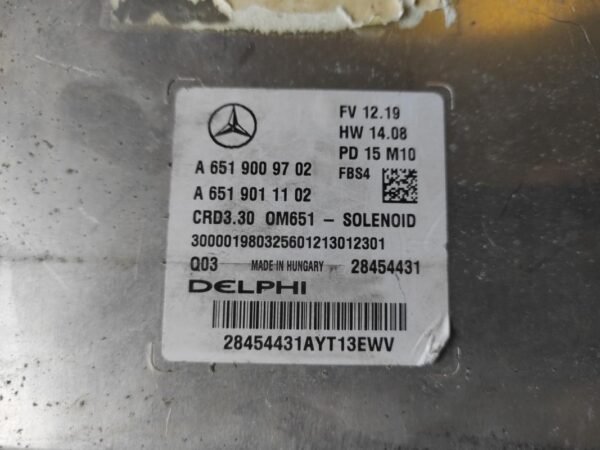 FV 12.19
HW 14.08
PD 15 M10
A 651 900 97 02
FBS4
A 651 901 11 02
CRD3.30 OM651 - SOLENOID
300001980325601213012301
Q03 MADE IN HUNGARY 28454431
DELPHI
28454431AYT13EWV